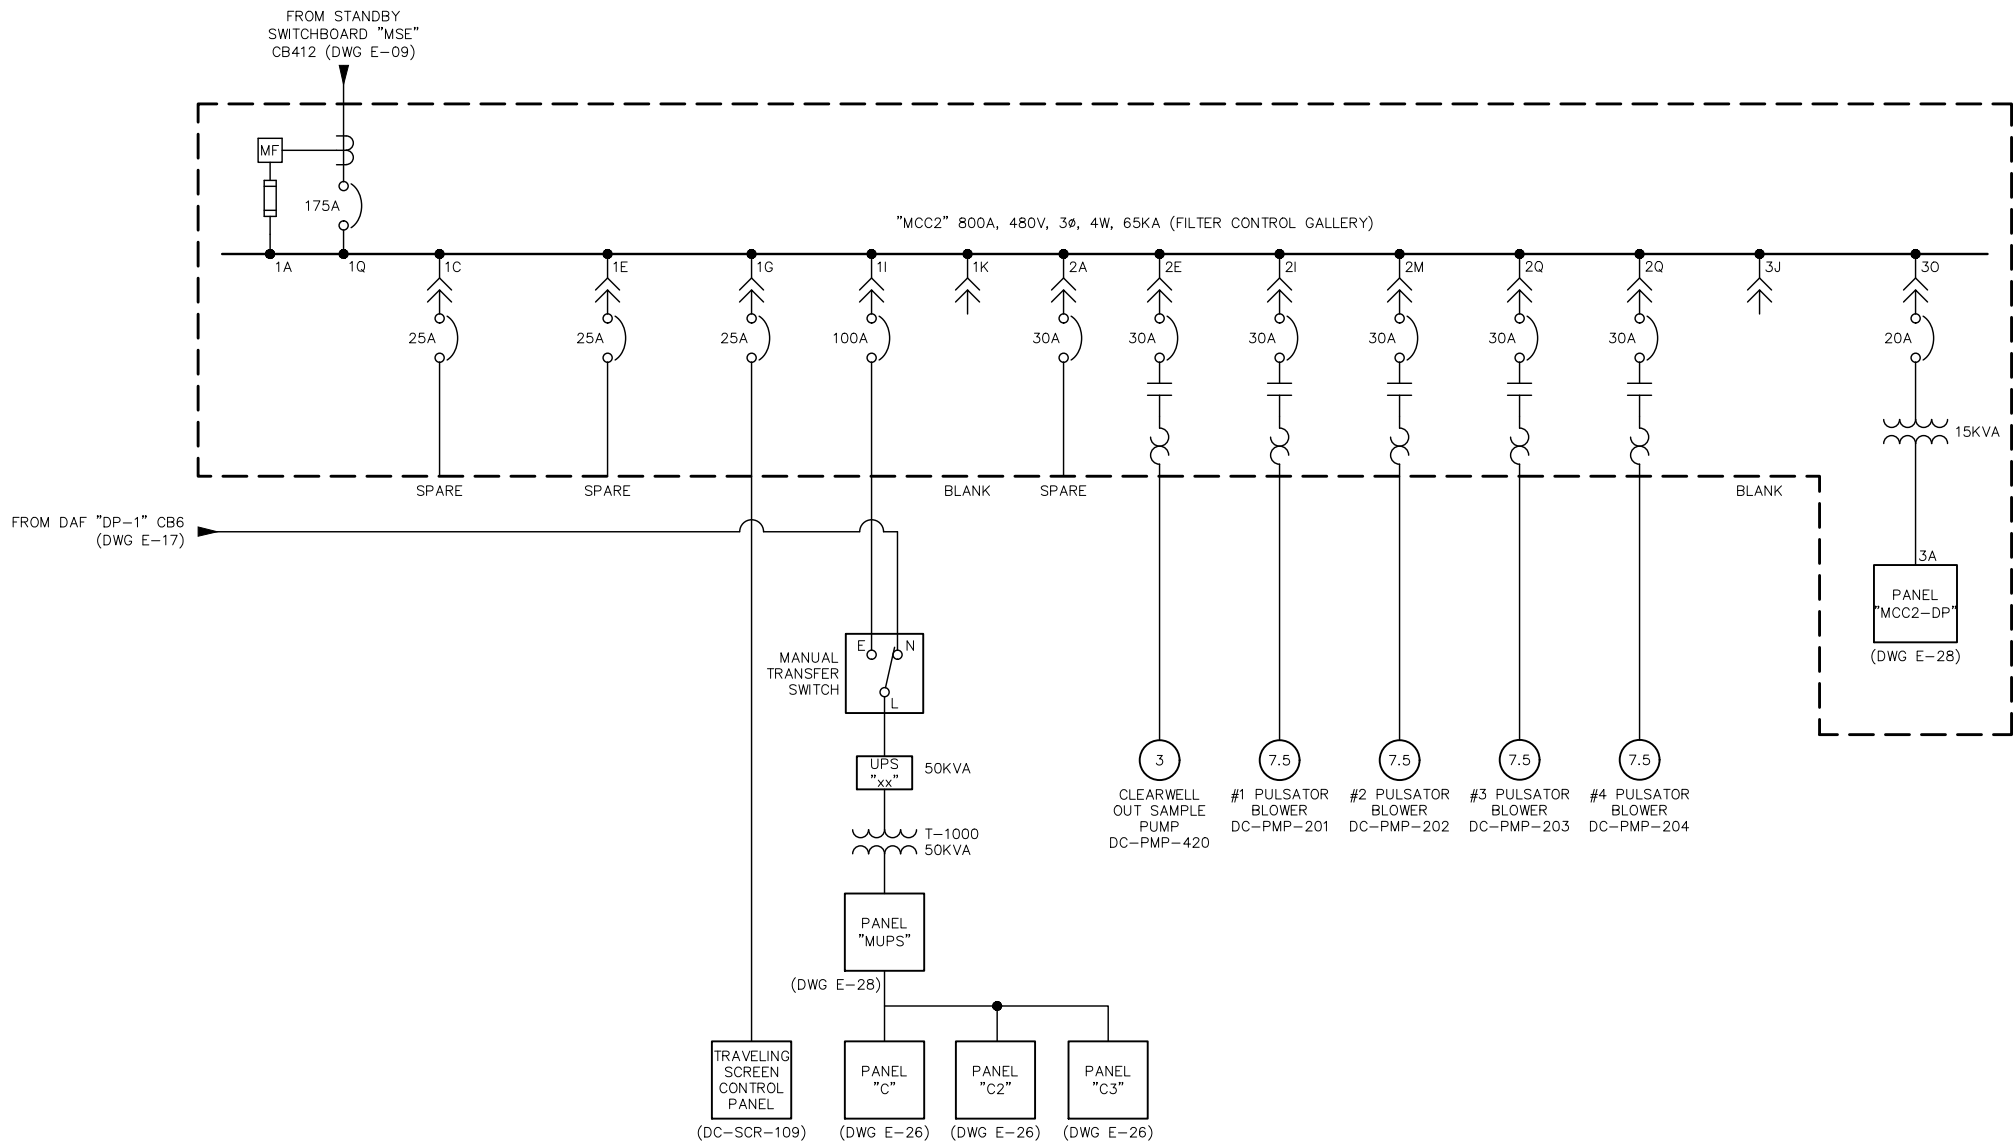 FROM STANDBY
SWITCHBOARD "MSE"
CB412 (DWG E-09)
MF
175A
"MCC2" 800A, 480V, 3ø, 4W, 65KA (FILTER CONTROL GALLERY)
1A
1Q
1C
1E
1G
1I
1K
2A
2E
2I
2M
2Q
2Q
3J
3O
25A
25A
25A
100A
30A
30A
30A
30A
30A
30A
20A
15KVA
SPARE
SPARE
BLANK
SPARE
BLANK
FROM DAF "DP-1" CB6
(DWG E-17)
3A
PANEL
"MCC2-DP"
(DWG E-28)
MANUAL
TRANSFER
SWITCH
E
N
L
UPS
"xx"
50KVA
T-1000
50KVA
PANEL
"MUPS"
(DWG E-28)
3
CLEARWELL
OUT SAMPLE
PUMP
DC-PMP-420
7.5
#1 PULSATOR
BLOWER
DC-PMP-201
7.5
#2 PULSATOR
BLOWER
DC-PMP-202
7.5
#3 PULSATOR
BLOWER
DC-PMP-203
7.5
#4 PULSATOR
BLOWER
DC-PMP-204
TRAVELING
SCREEN
CONTROL
PANEL
(DC-SCR-109)
PANEL
"C"
(DWG E-26)
PANEL
"C2"
(DWG E-26)
PANEL
"C3"
(DWG E-26)